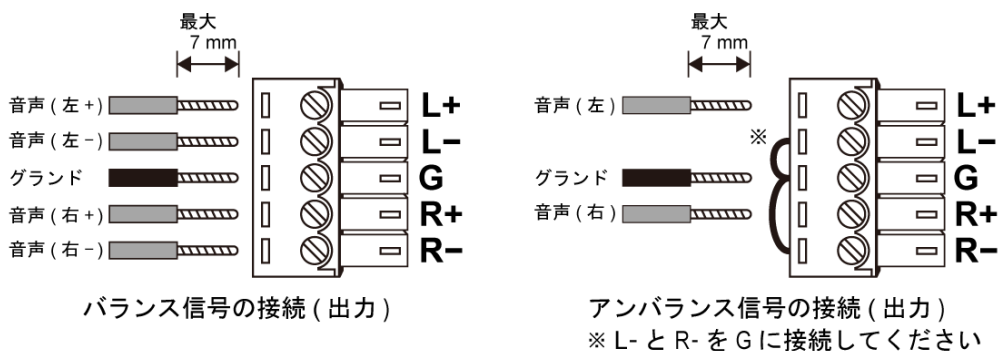 最大
7 mm
音声 ( 左 + )
音声 ( 左 − )
グランド
音声 ( 右 + )
音声 ( 右 − )
L+
L−
G
R+
R−
バランス信号の接続 ( 出力 )
最大
7 mm
音声 ( 左 )
※
グランド
音声 ( 右 )
L+
L−
G
R+
R−
アンバランス信号の接続 ( 出力 )
※ L- と R- を G に接続してください